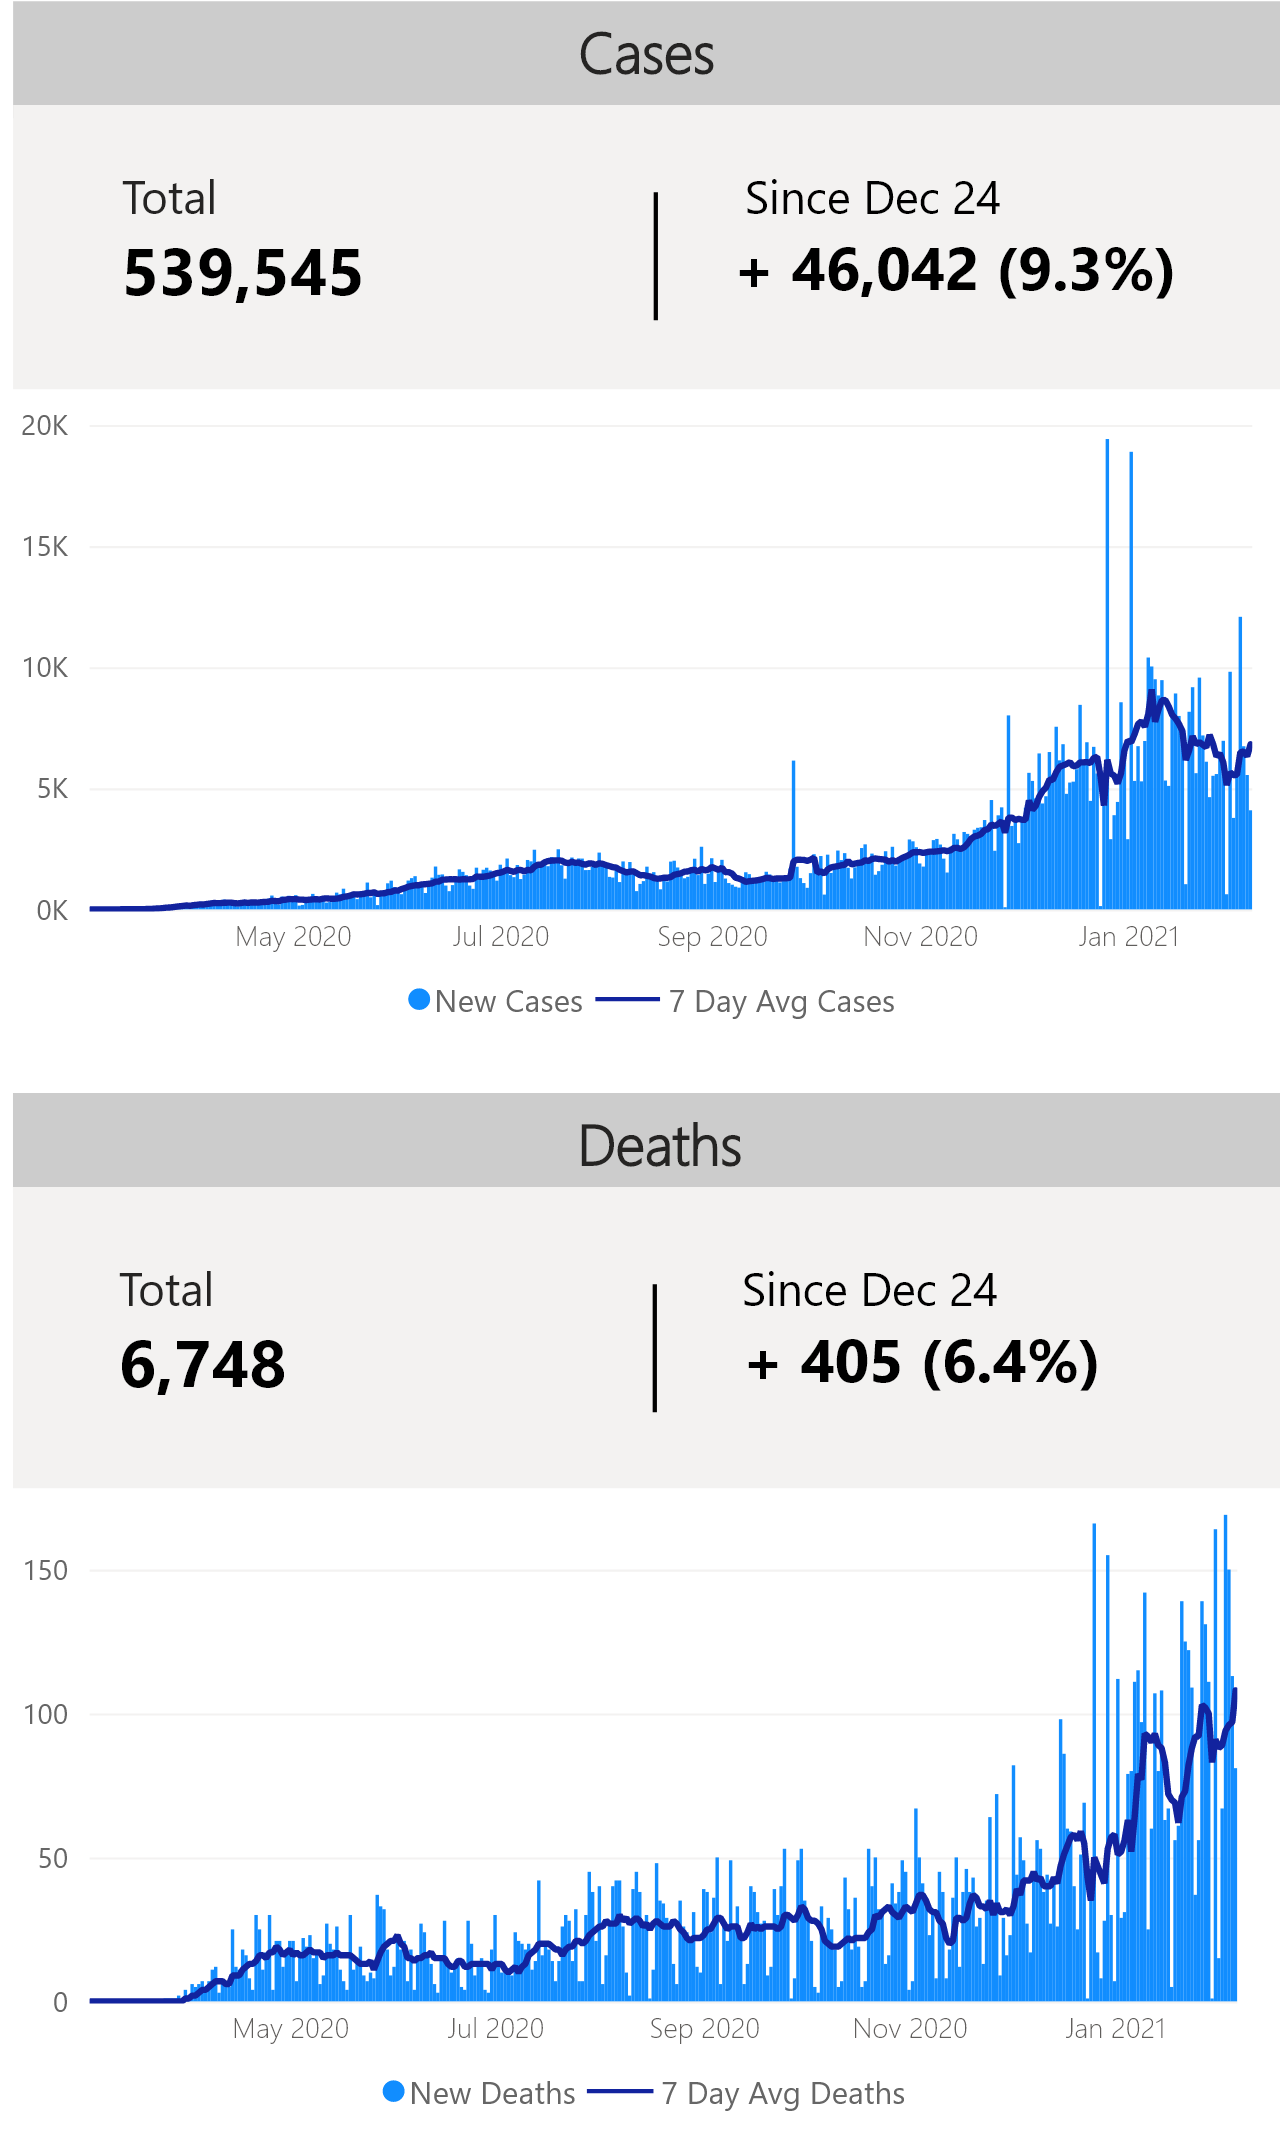 Cases
Total
Since Dec 24
539,545
+ 46,042 (9.3%)
20K
15K
10K
5K
0K
May 2020
Jul 2020
Sep 2020
Nov 2020
Jan 2021
New Cases
7 Day Avg Cases
Deaths
Total
Since Dec 24
6,748
+ 405 (6.4%)
150
100
50
0
May 2020
Jul 2020
Sep 2020
Nov 2020
Jan 2021
New Deaths
7 Day Avg Deaths